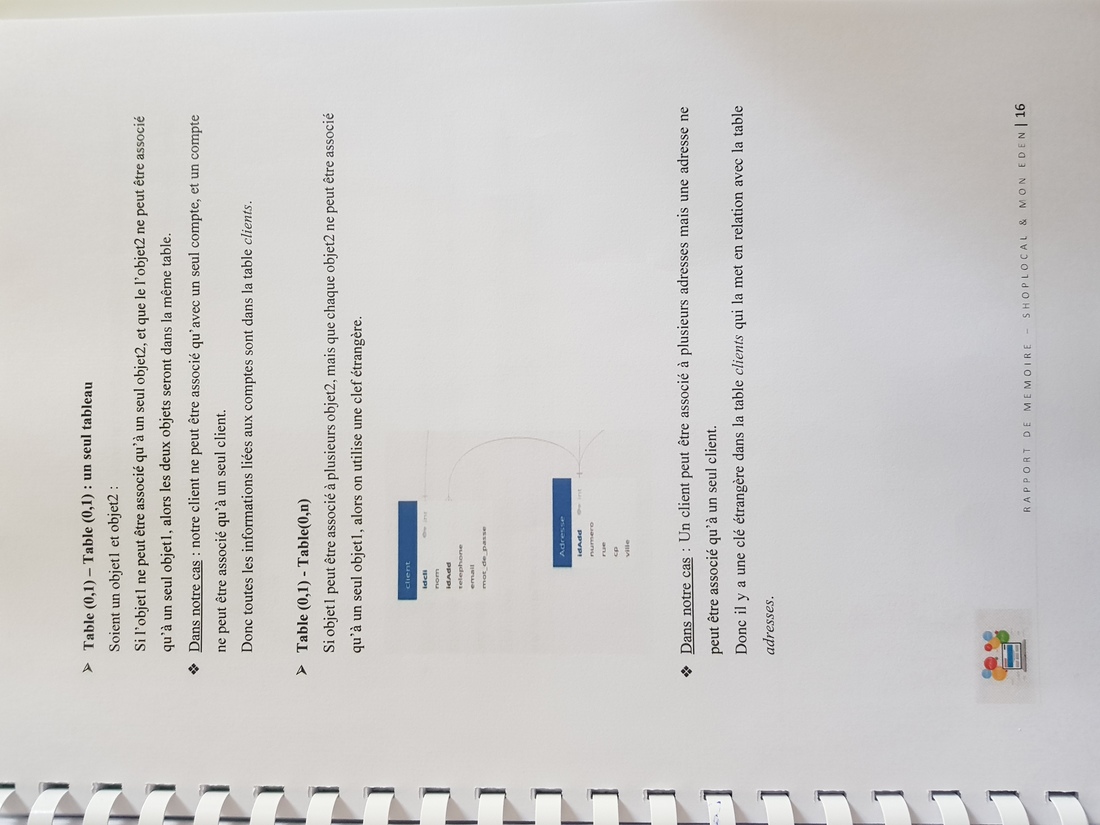 ➢ Table (0,1) – Table (0,1) : un seul tableau
Soient un objet1 et objet2 :
Si l'objet1 ne peut être associé qu'à un seul objet2, et que le l'objet2 ne peut être associé
qu'à un seul objet1, alors les deux objets seront dans la même table.
❖ Dans notre cas : notre client ne peut être associé qu'avec un seul compte, et un compte
ne peut être associé qu'à un seul client.
Donc toutes les informations liées aux comptes sont dans la table clients.
➢ Table (0,1) - Table(0,n)
Si objet1 peut être associé à plusieurs objet2, mais que chaque objet2 ne peut être associé
qu'à un seul objet1, alors on utilise une clef étrangère.
client
idcli int
nom
idAdd
telephone
email
mot_de_passe
Adresse
idAdd int
numero
rue
cp
ville
❖ Dans notre cas : Un client peut être associé à plusieurs adresses mais une adresse ne
peut être associé qu'à un seul client.
Donc il y a une clé étrangère dans la table clients qui la met en relation avec la table
adresses.
RAPPORT DE MEMOIRE – SHOPLOCAL & MON EDEN | 16